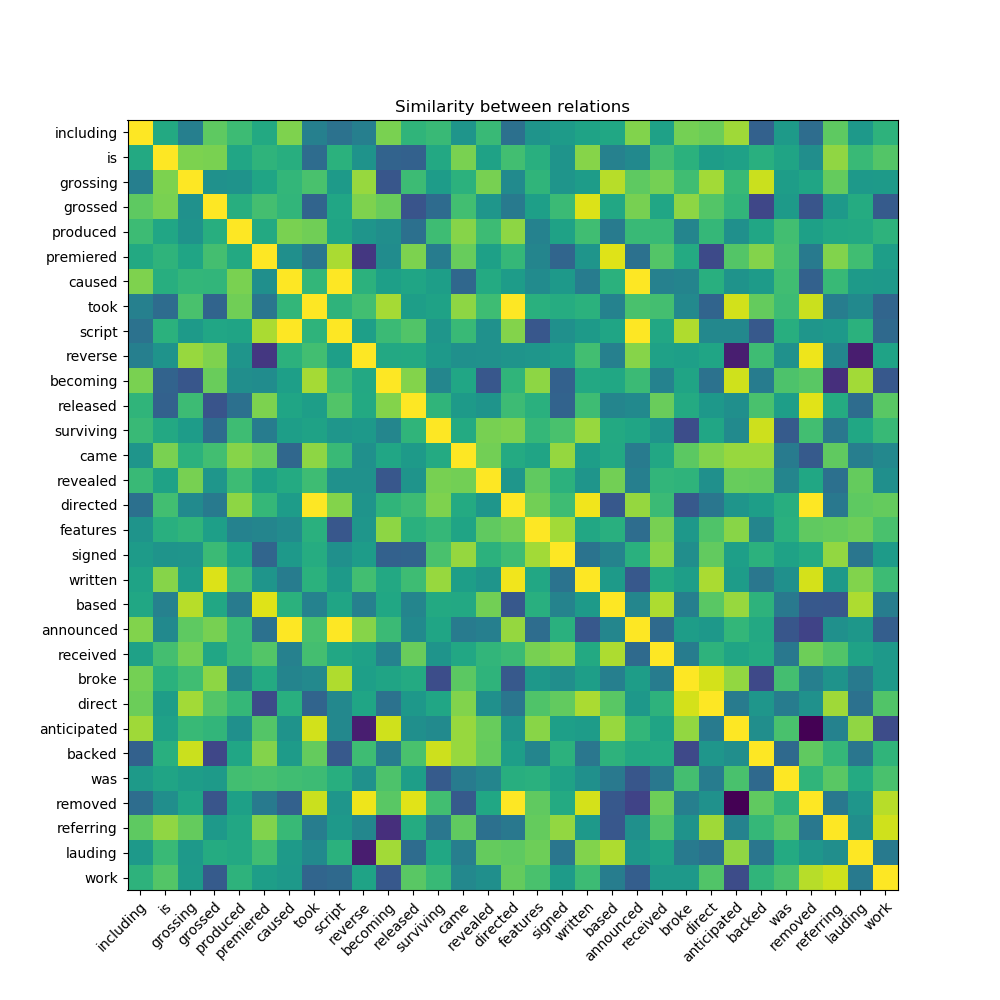 Similarity between relations
including
is
grossing
grossed
produced
premiered
caused
took
script
reverse
becoming
released
surviving
came
revealed
directed
features
signed
written
based
announced
received
broke
direct
anticipated
backed
was
removed
referring
lauding
work
including is grossing grossed produced premiered caused took script reverse becoming released surviving came revealed directed features signed written based announced received broke direct anticipated backed was removed referring lauding work